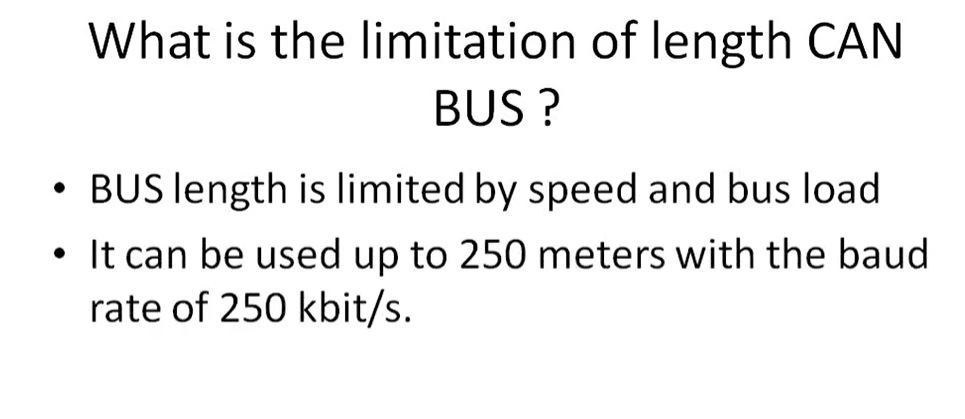 What is the limitation of length CAN
BUS ?
• BUS length is limited by speed and bus load
• It can be used up to 250 meters with the baud
rate of 250 kbit/s.